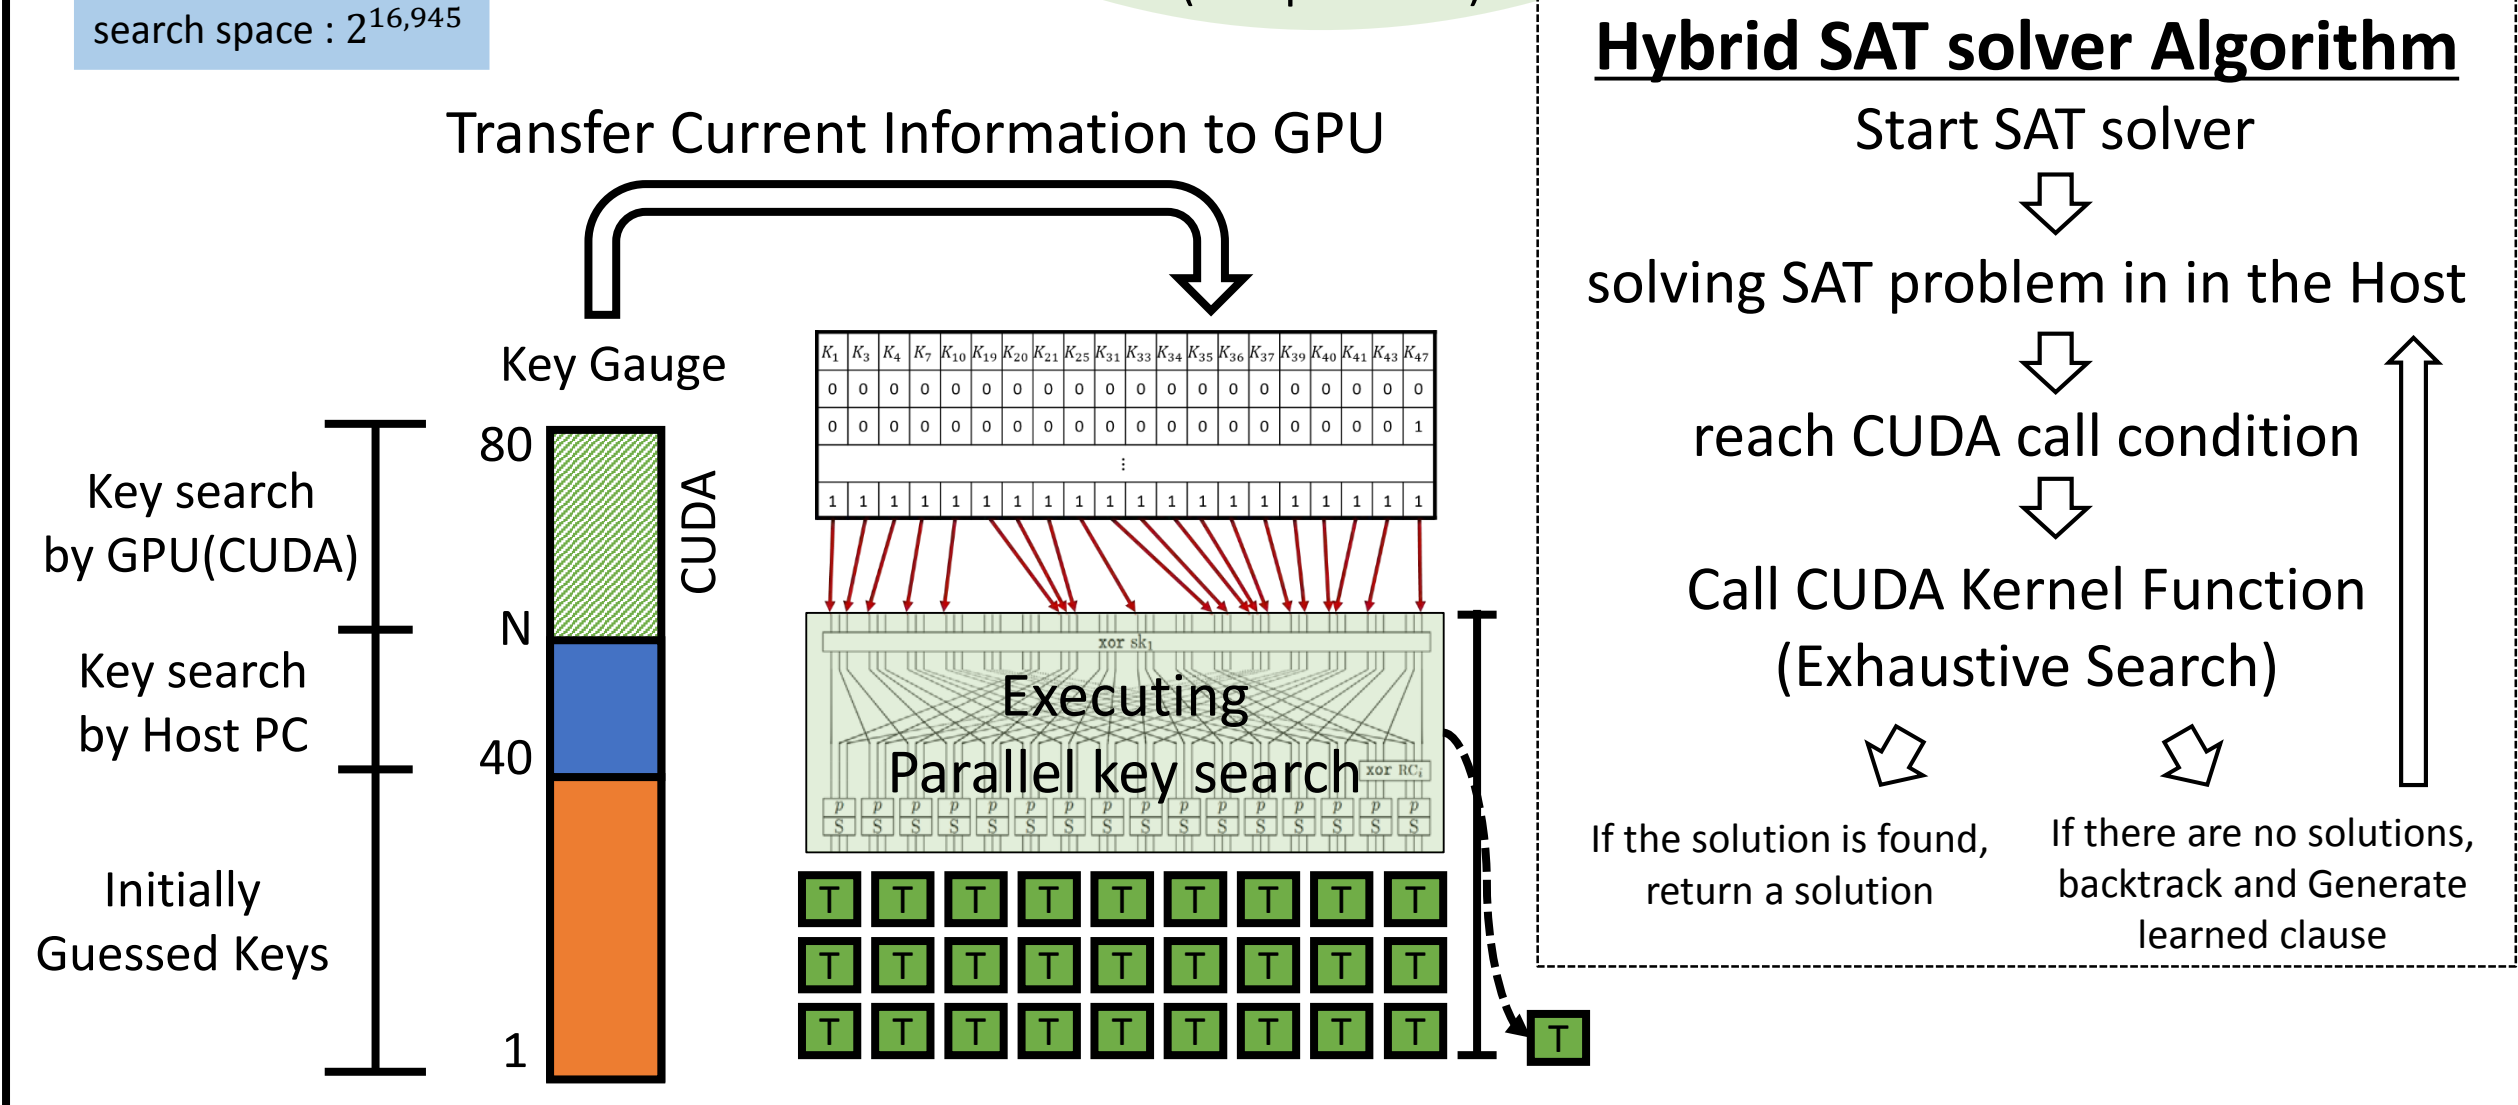 search space : 2^16,945
Hybrid SAT solver Algorithm
Transfer Current Information to GPU
Start SAT solver
solving SAT problem in in the Host
reach CUDA call condition
Call CUDA Kernel Function
(Exhaustive Search)
If the solution is found,
return a solution
If there are no solutions,
backtrack and Generate
learned clause
Key Gauge
80
N
40
1
CUDA
Key search
by GPU(CUDA)
Key search
by Host PC
Initially
Guessed Keys
K1 K3 K4 K7 K10 K19 K20 K21 K25 K31 K33 K34 K35 K36 K37 K39 K40 K41 K43 K47
0 0 0 0 0 0 0 0 0 0 0 0 0 0 0 0 0 0 0 0
0 0 0 0 0 0 0 0 0 0 0 0 0 0 0 0 0 0 0 1
⋮
1 1 1 1 1 1 1 1 1 1 1 1 1 1 1 1 1 1 1 1
xor sk1
Executing
Parallel key search
xor RCi
p p p p p p p p p p p p p p p p
S S S S S S S S S S S S S S S S
T T T T T T T T T
T T T T T T T T T
T T T T T T T T T
T